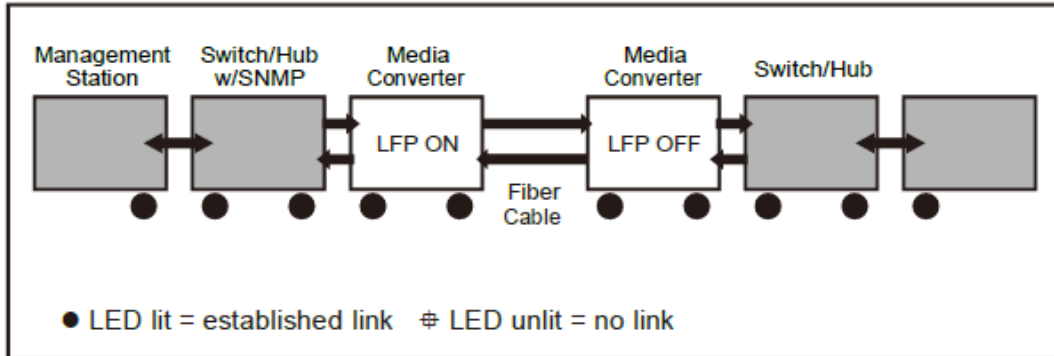 Management
Station
Switch/Hub
w/SNMP
Media
Converter
Media
Converter
Switch/Hub
LFP ON
LFP OFF
Fiber
Cable
● LED lit = established link ⌗ LED unlit = no link